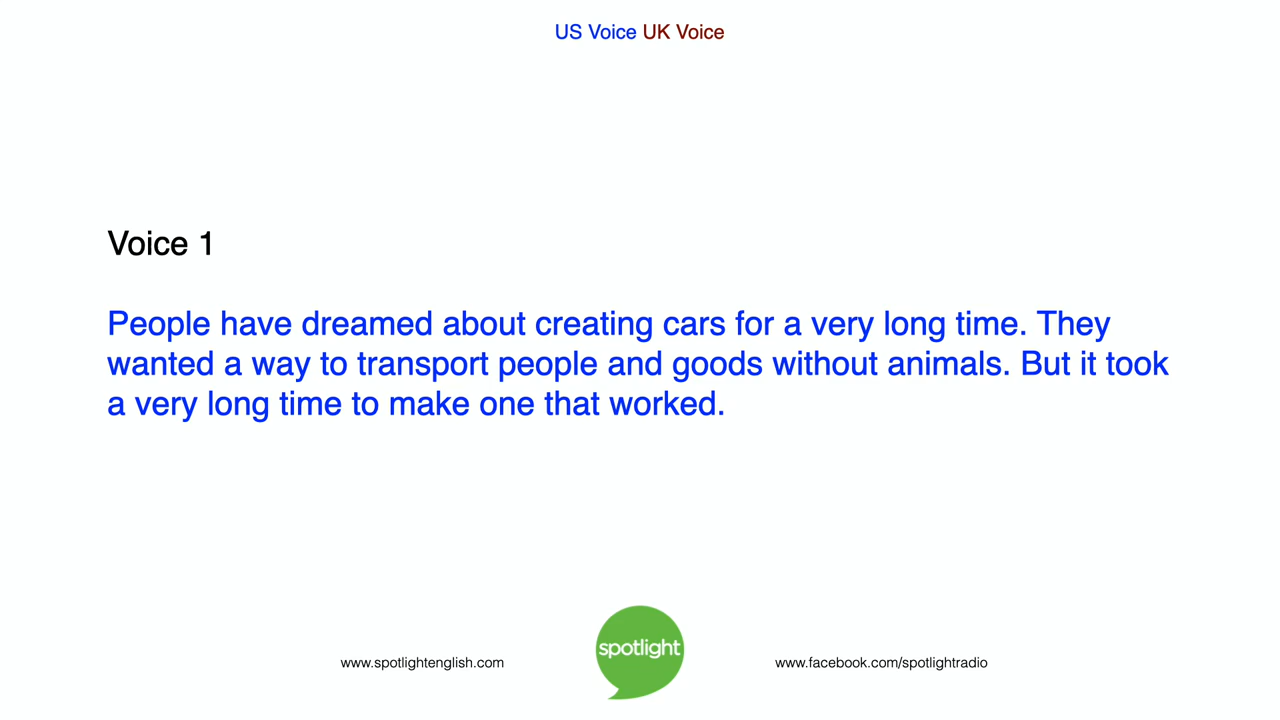 US Voice UK Voice
Voice 1
People have dreamed about creating cars for a very long time. They
wanted a way to transport people and goods without animals. But it took
a very long time to make one that worked.
spotlight
www.spotlightenglish.com
www.facebook.com/spotlightradio